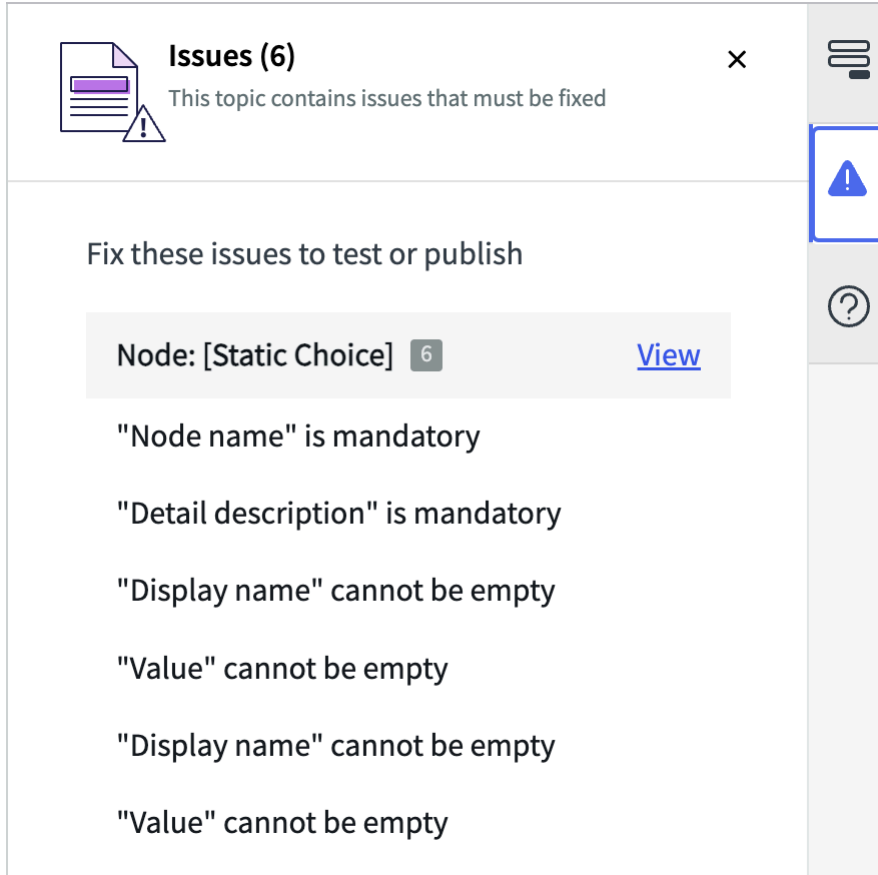 Issues (6)
This topic contains issues that must be fixed
Fix these issues to test or publish
Node: [Static Choice] 6 View
"Node name" is mandatory
"Detail description" is mandatory
"Display name" cannot be empty
"Value" cannot be empty
"Display name" cannot be empty
"Value" cannot be empty